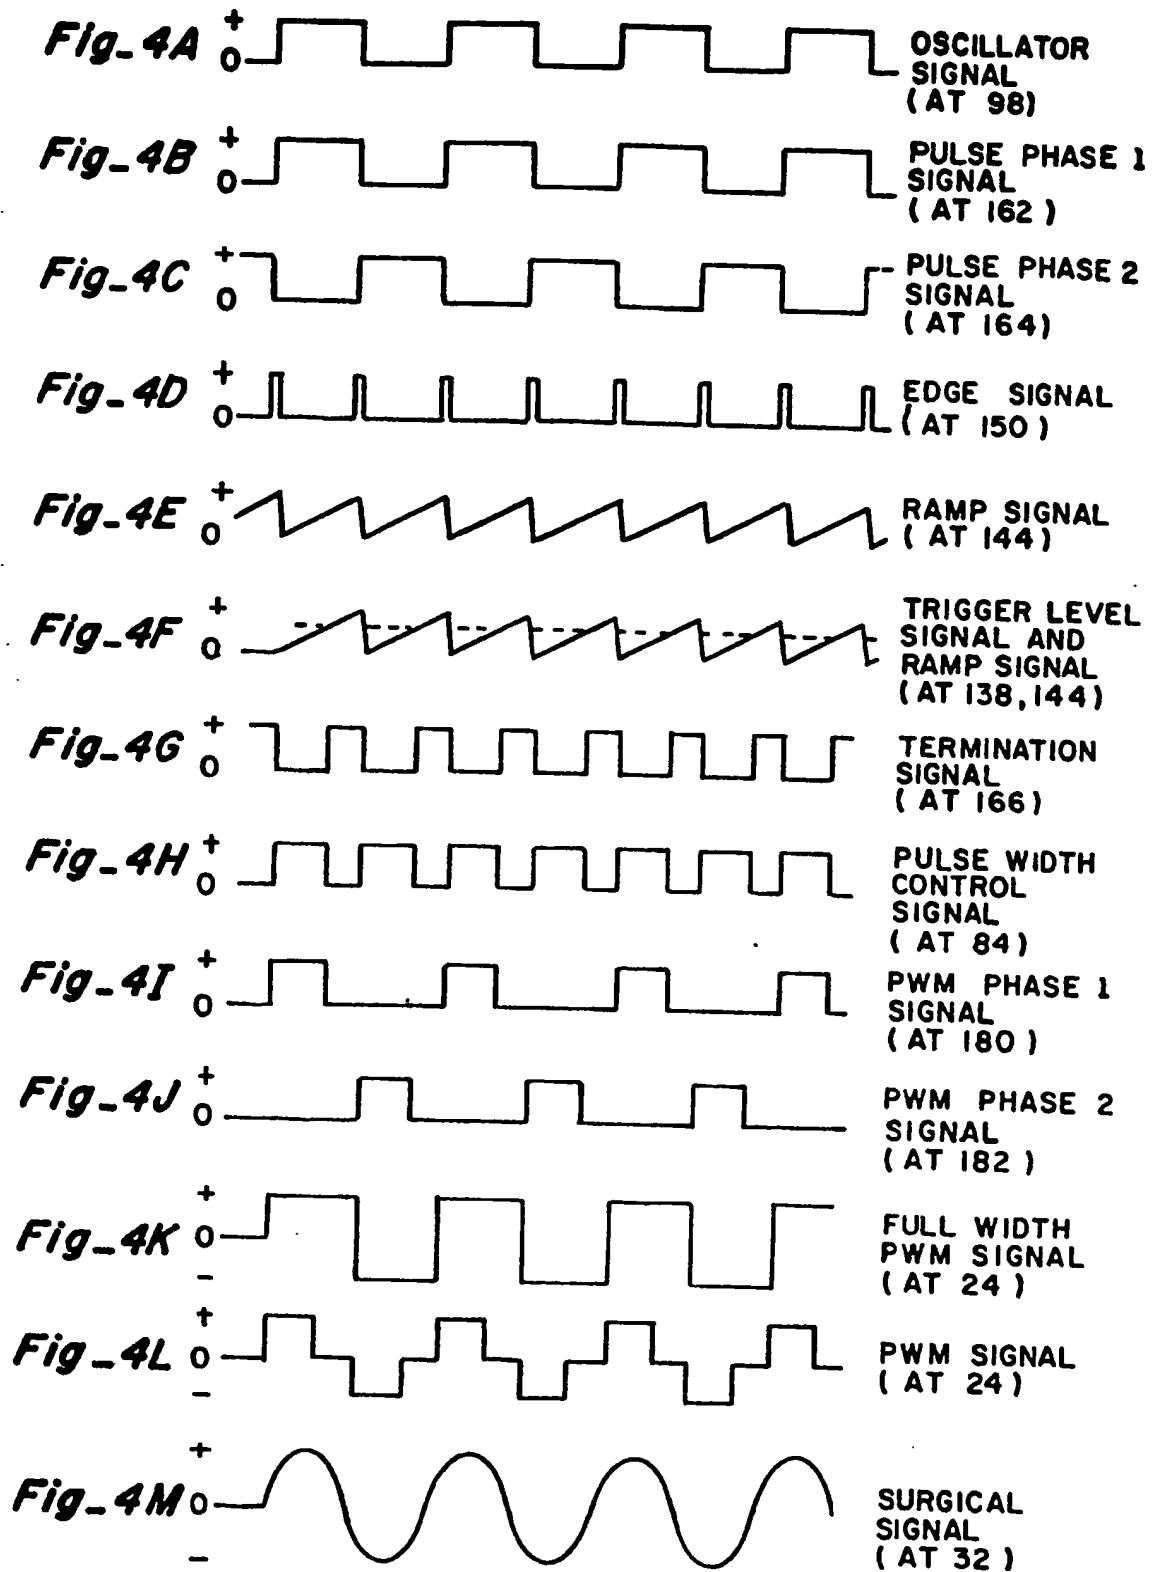 Fig_4A + 0 OSCILLATOR
SIGNAL
(AT 98)
Fig_4B + 0 PULSE PHASE 1
SIGNAL
(AT 162)
Fig_4C + 0 PULSE PHASE 2
SIGNAL
(AT 164)
Fig_4D + 0 EDGE SIGNAL
(AT 150)
Fig_4E + 0 RAMP SIGNAL
(AT 144)
Fig_4F + 0 TRIGGER LEVEL
SIGNAL AND
RAMP SIGNAL
(AT 138,144)
Fig_4G + 0 TERMINATION
SIGNAL
(AT 166)
Fig_4H + 0 PULSE WIDTH
CONTROL
SIGNAL
(AT 84)
Fig_4I + 0 PWM PHASE 1
SIGNAL
(AT 180)
Fig_4J + 0 PWM PHASE 2
SIGNAL
(AT 182)
Fig_4K + 0 - FULL WIDTH
PWM SIGNAL
(AT 24)
Fig_4L + 0 - PWM SIGNAL
(AT 24)
Fig_4M + 0 - SURGICAL
SIGNAL
(AT 32)